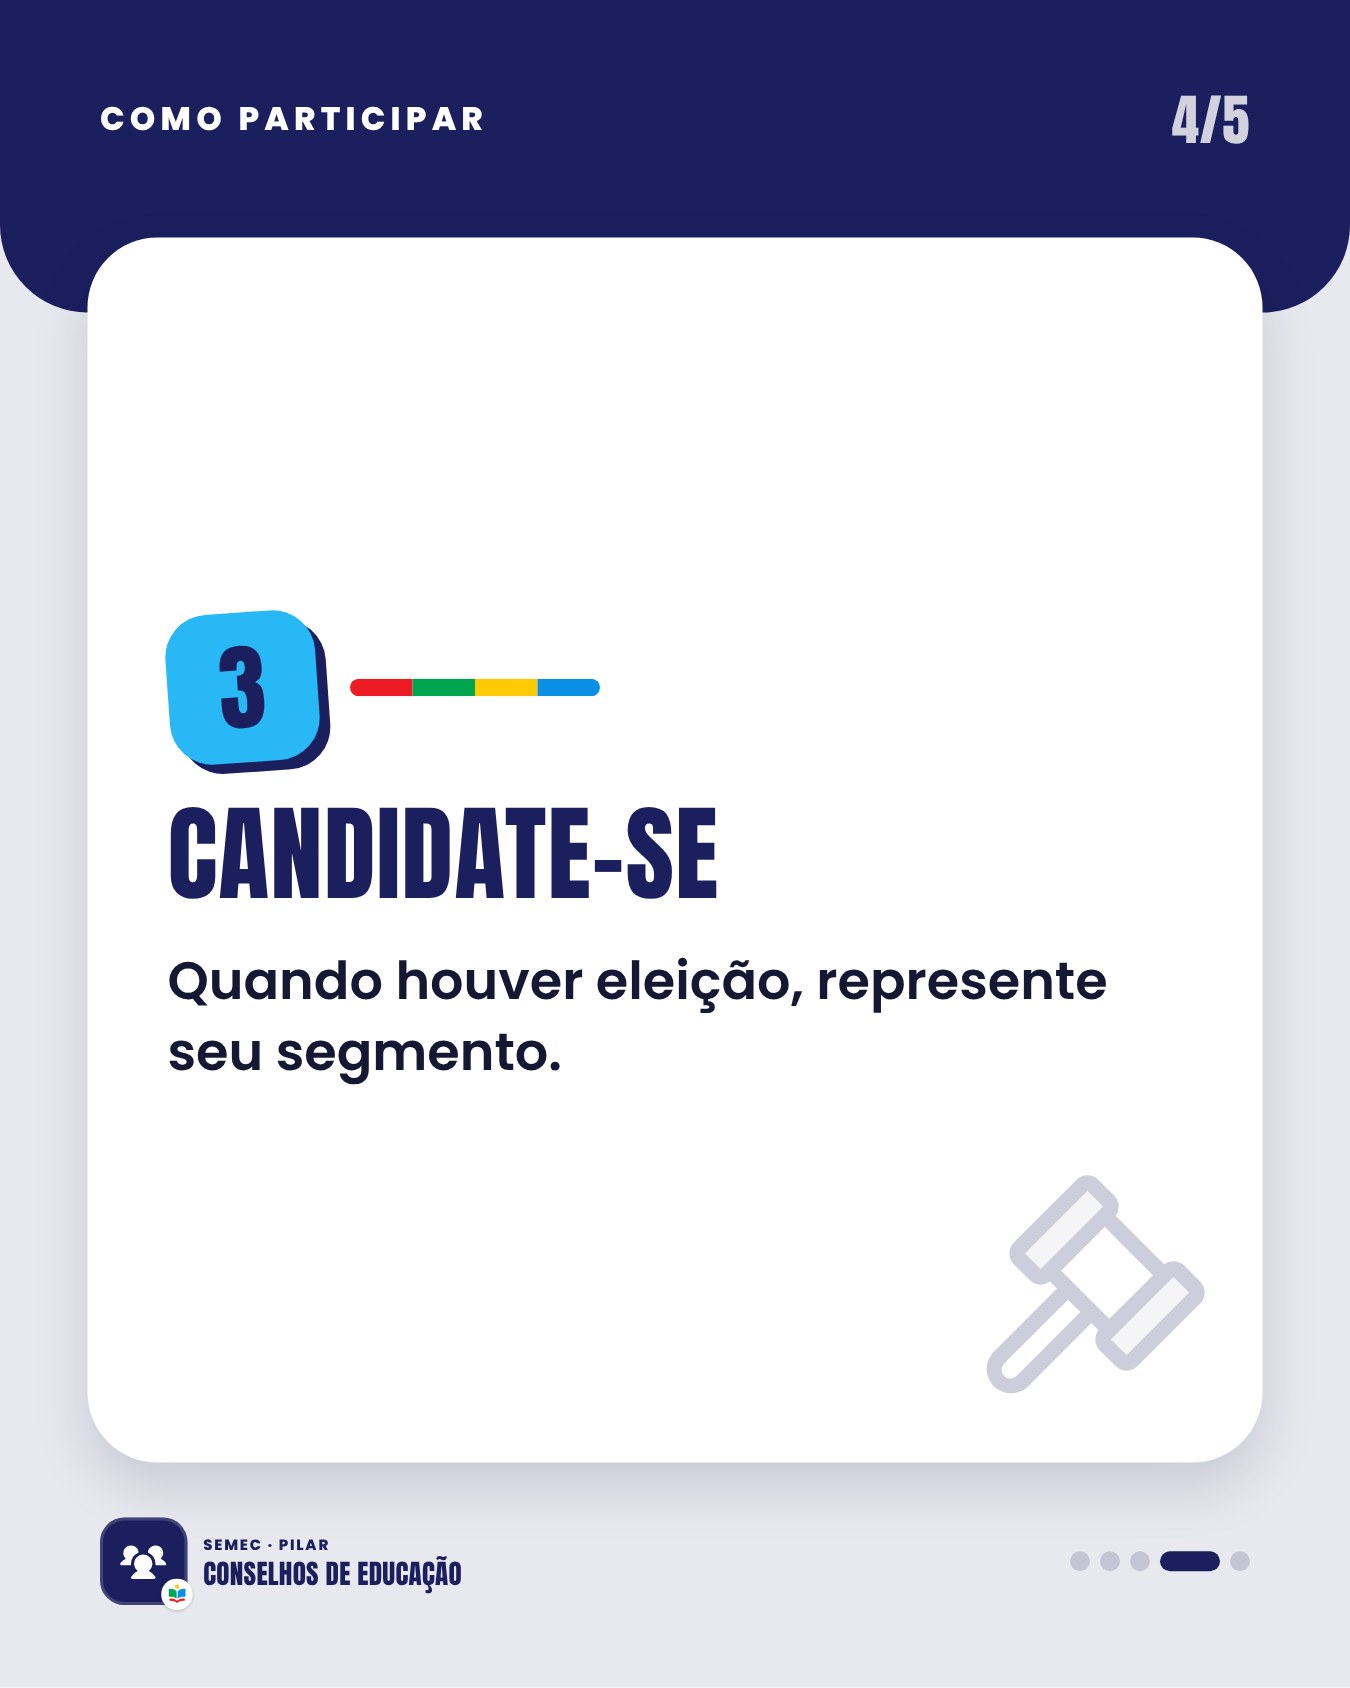 COMO PARTICIPAR
4/5
3
CANDIDATE-SE
Quando houver eleição, represente
seu segmento.
SEMEC · PILAR
CONSELHOS DE EDUCAÇÃO